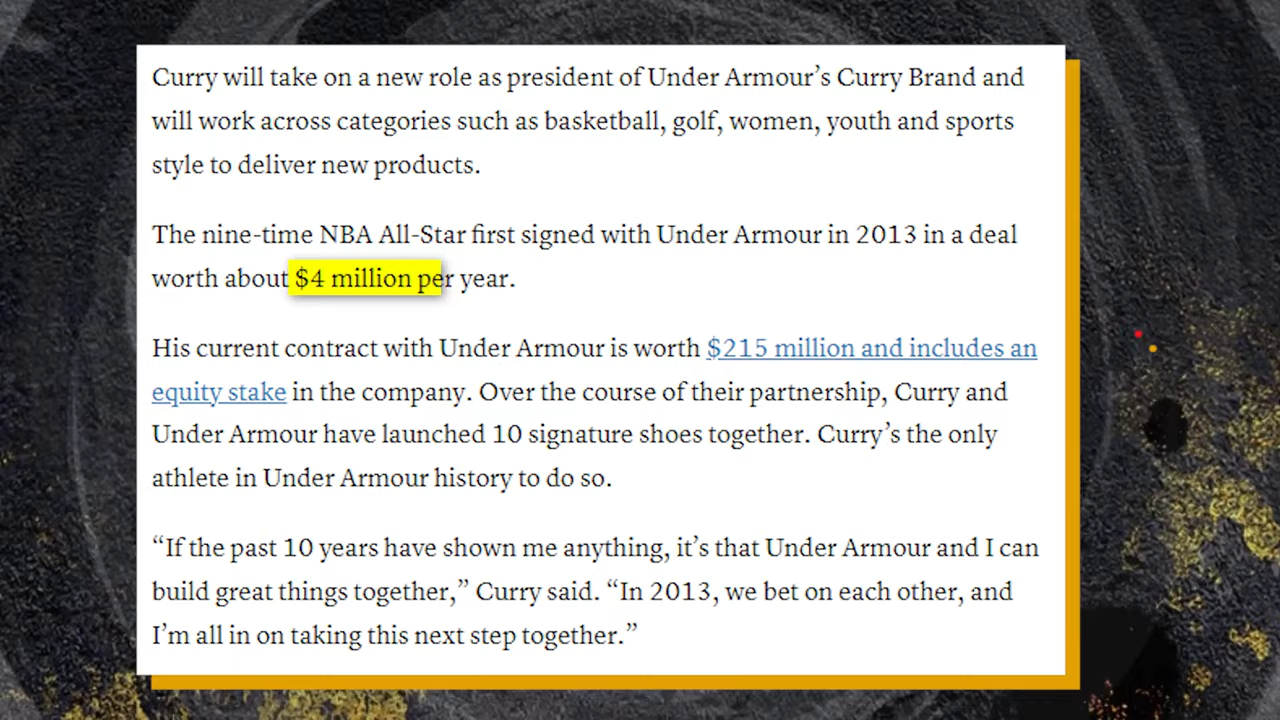 Curry will take on a new role as president of Under Armour’s Curry Brand and
will work across categories such as basketball, golf, women, youth and sports
style to deliver new products.
The nine-time NBA All-Star first signed with Under Armour in 2013 in a deal
worth about $4 million per year.
His current contract with Under Armour is worth $215 million and includes an
equity stake in the company. Over the course of their partnership, Curry and
Under Armour have launched 10 signature shoes together. Curry’s the only
athlete in Under Armour history to do so.
“If the past 10 years have shown me anything, it’s that Under Armour and I can
build great things together,” Curry said. “In 2013, we bet on each other, and
I’m all in on taking this next step together.”